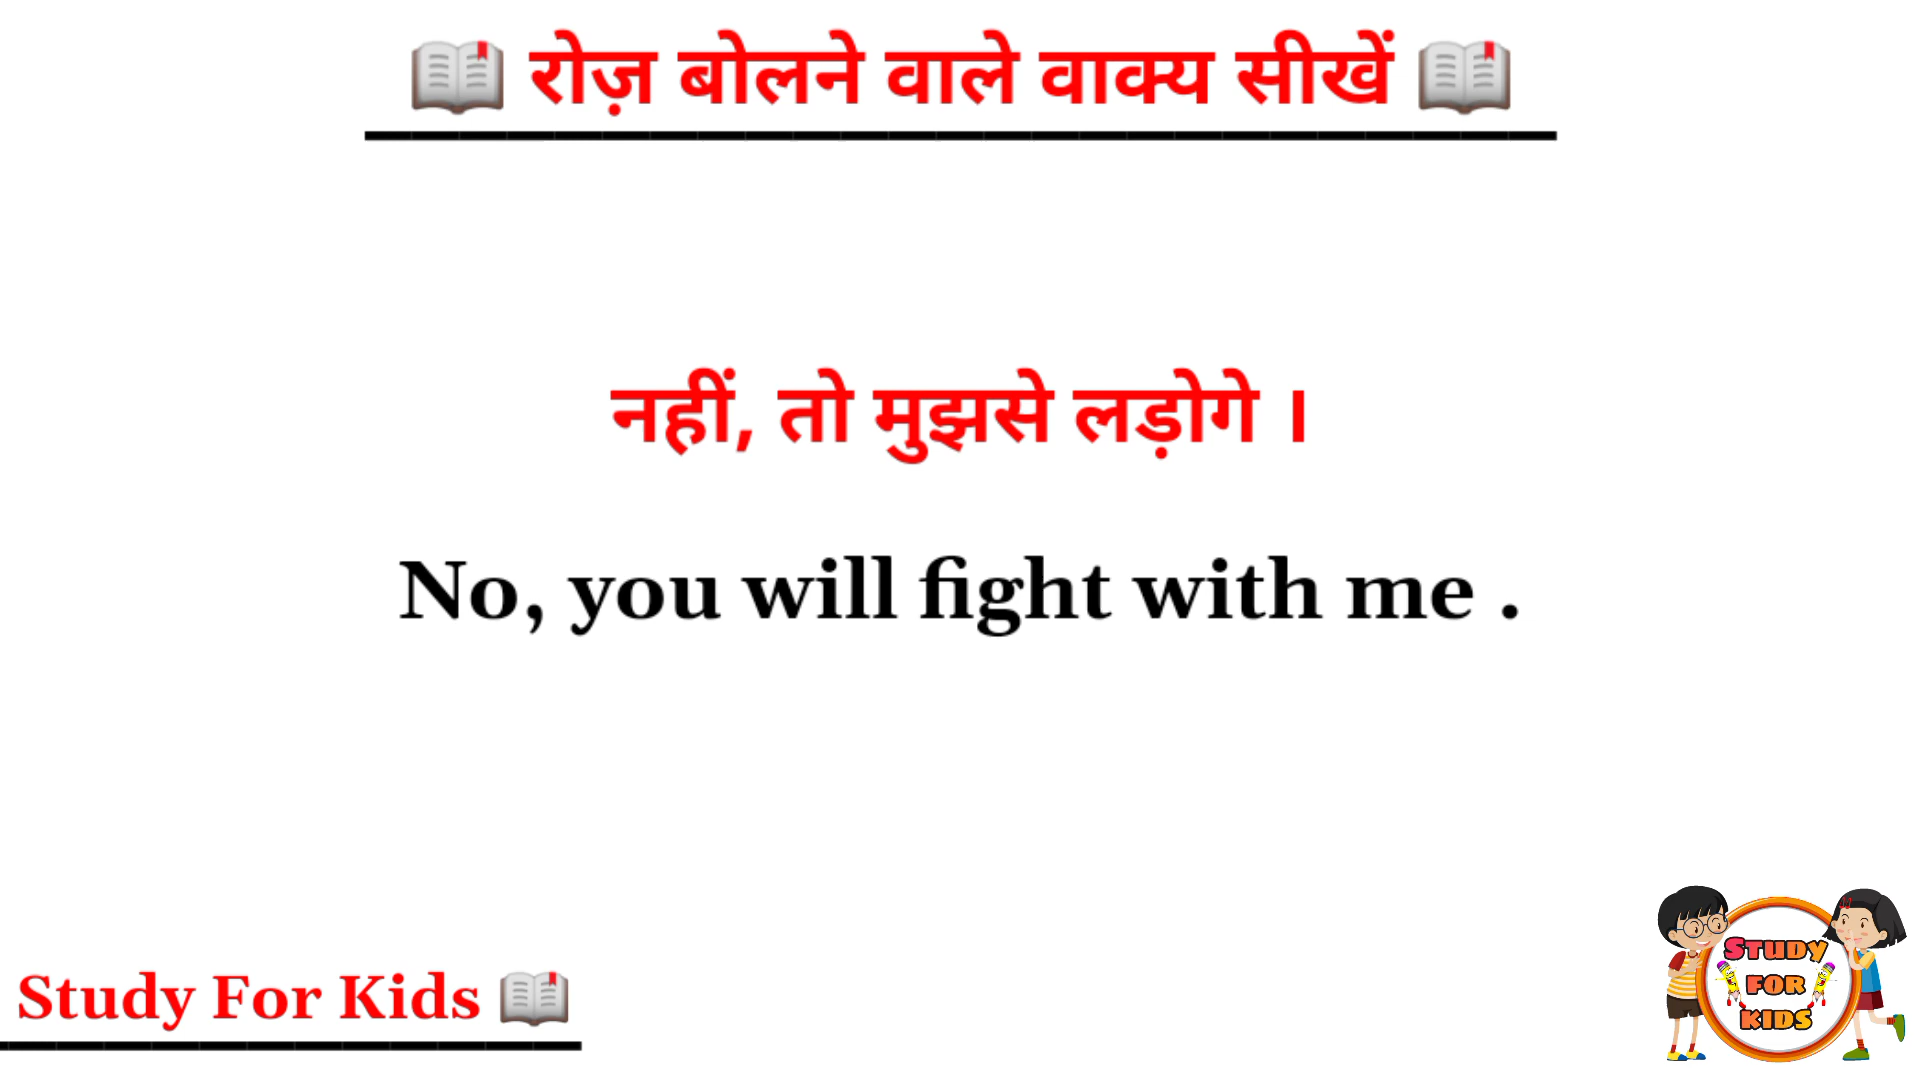 📖 रोज़ बोलने वाले वाक्य सीखें 📖
नहीं, तो मुझसे लड़ोगे ।
No, you will fight with me .
Study For Kids 📖
STUDY
FOR
KIDS